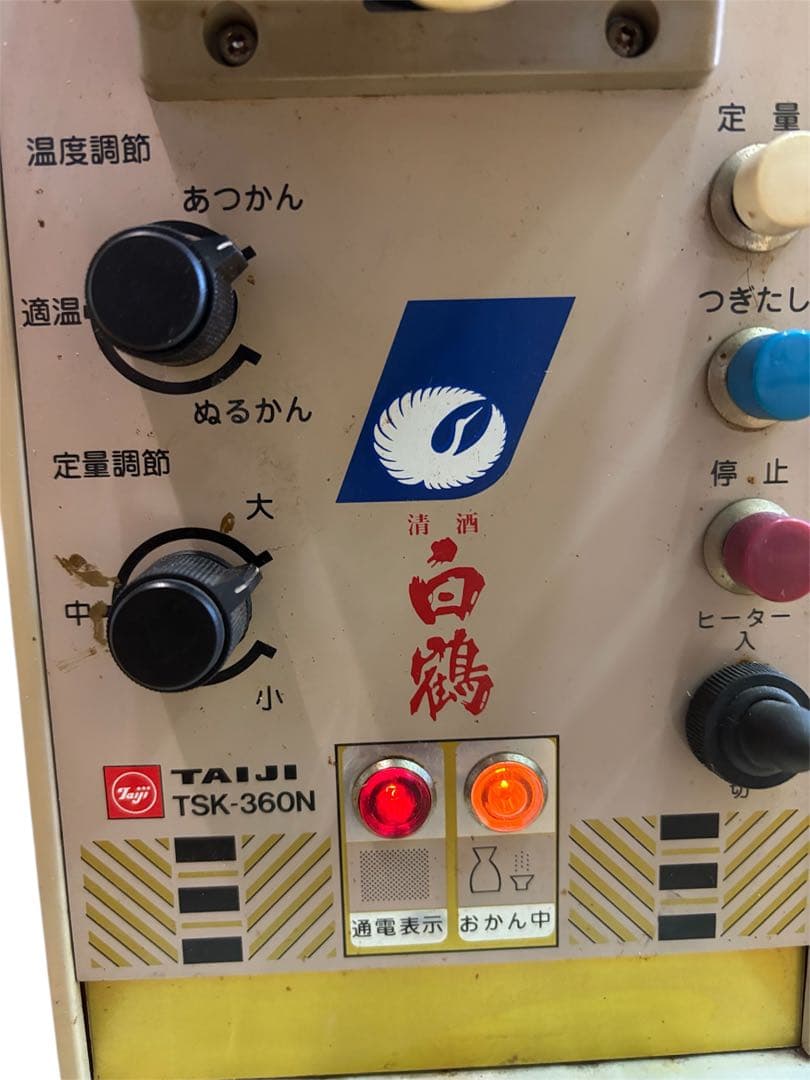 温度調節
あつかん
適温
ぬるかん
定量調節
大
中
小
定量
つぎたし
停止
ヒーター
入
切
清酒
白鶴
Taiji
TAIJI
TSK-360N
通電表示
おかん中